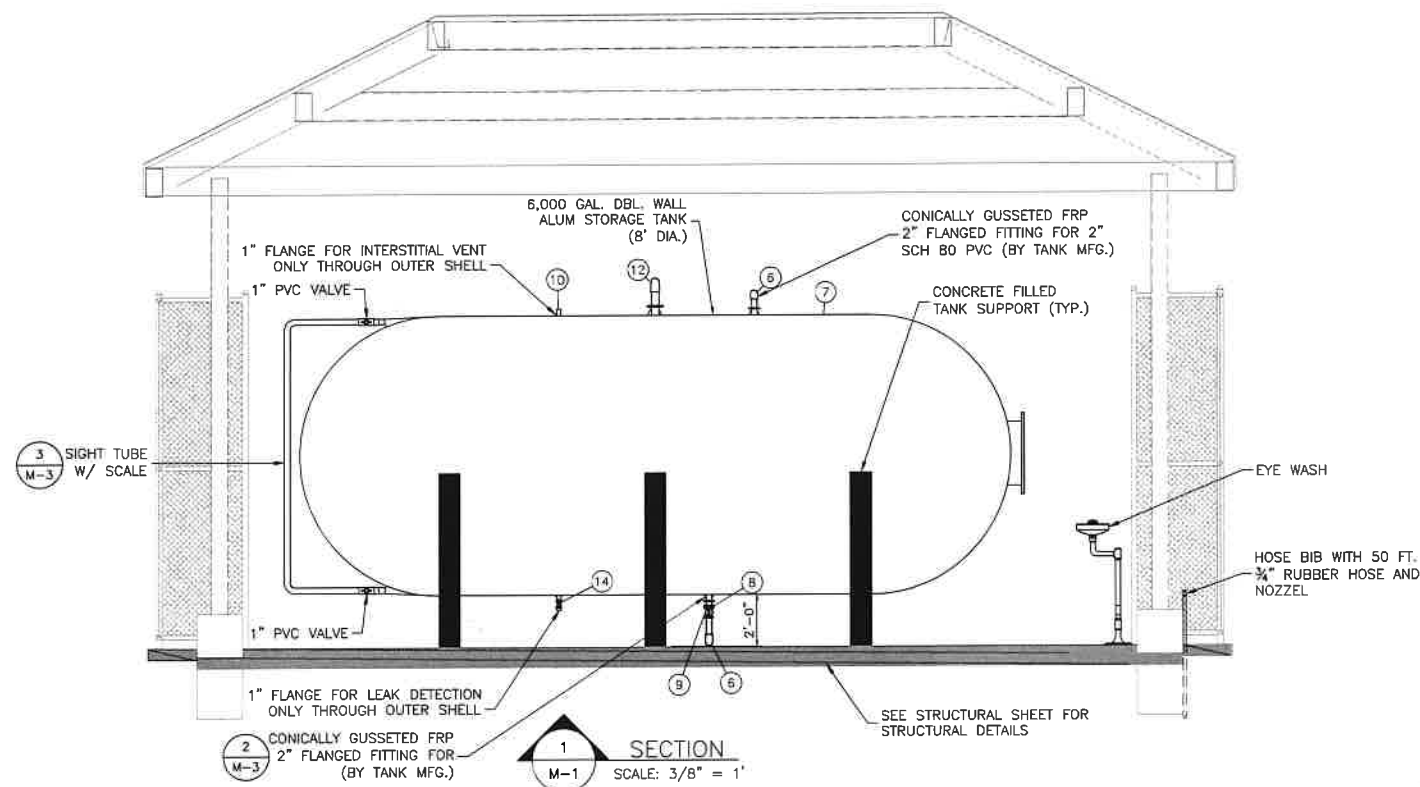 6,000 GAL. DBL. WALL
ALUM STORAGE TANK
(8' DIA.)
CONICALLY GUSSETED FRP
2" FLANGED FITTING FOR 2"
SCH 80 PVC (BY TANK MFG.)
1" FLANGE FOR INTERSTITIAL VENT
ONLY THROUGH OUTER SHELL
1" PVC VALVE
10
12
6
7
CONCRETE FILLED
TANK SUPPORT (TYP.)
3
M-3
SIGHT TUBE
W/ SCALE
EYE WASH
HOSE BIB WITH 50 FT.
¾" RUBBER HOSE AND
NOZZEL
14
8
2'-0"
1" PVC VALVE
9
6
1" FLANGE FOR LEAK DETECTION
ONLY THROUGH OUTER SHELL
SEE STRUCTURAL SHEET FOR
STRUCTURAL DETAILS
2
M-3
CONICALLY GUSSETED FRP
2" FLANGED FITTING FOR
(BY TANK MFG.)
1
M-1
SECTION
SCALE: 3/8" = 1'